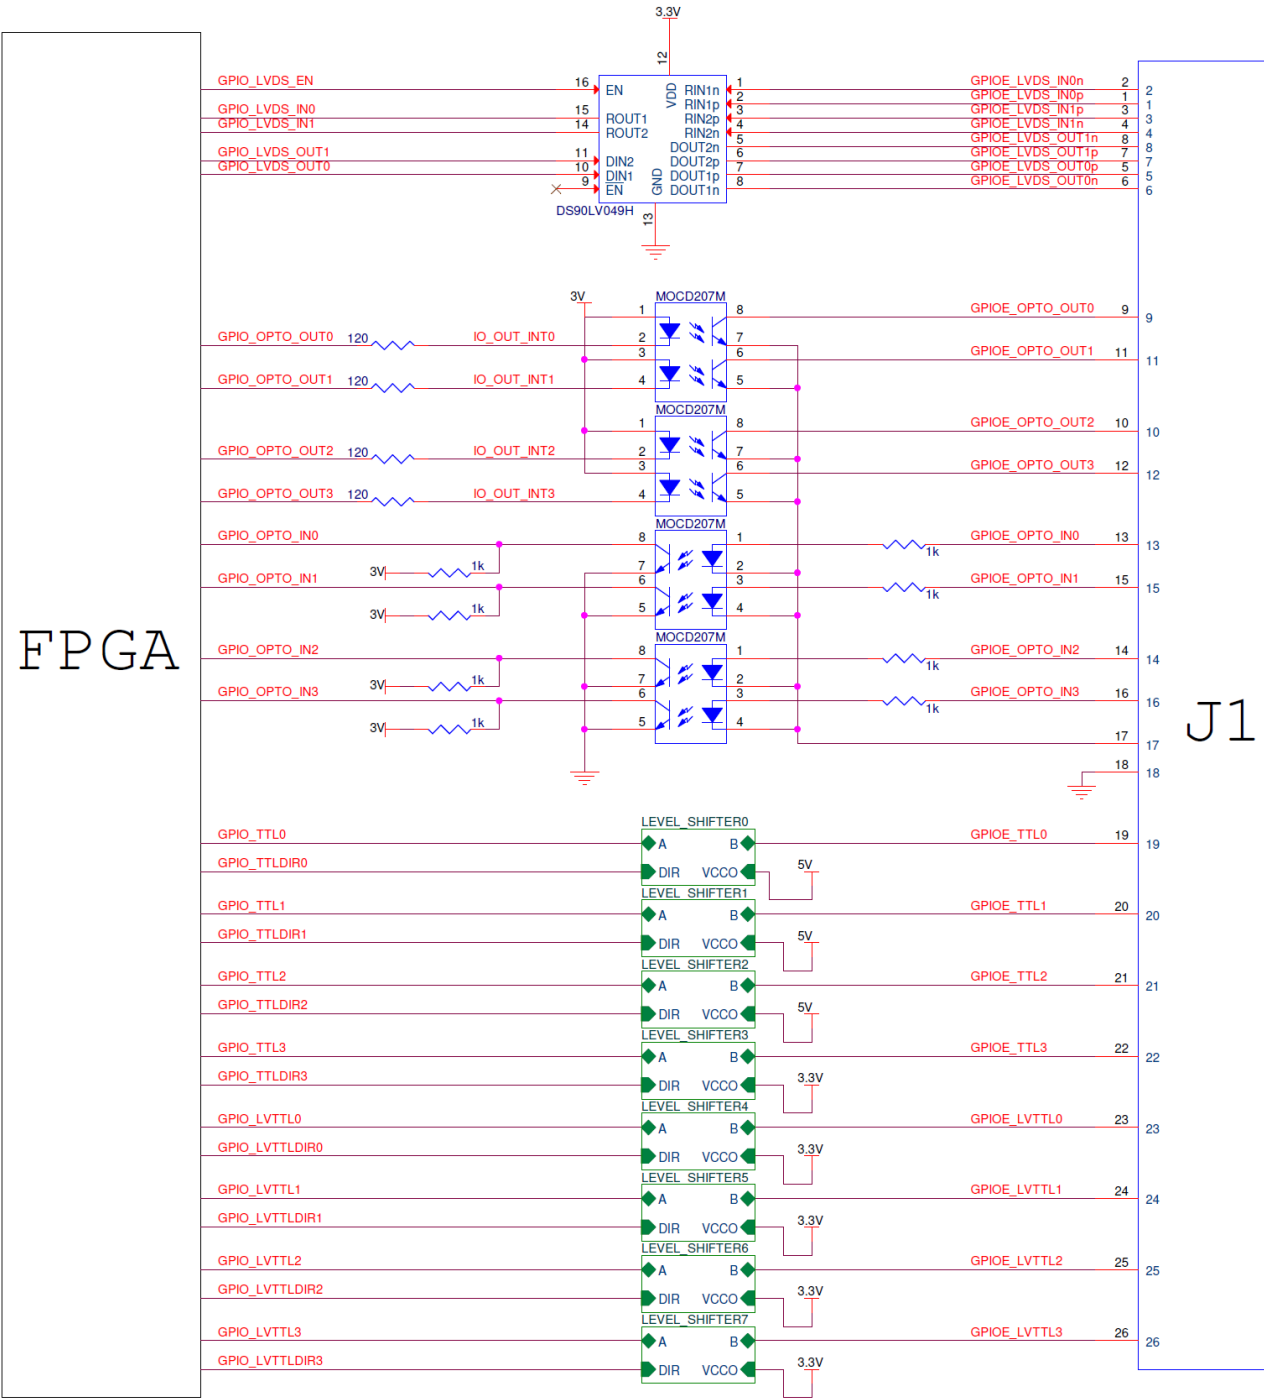 3.3V
12
GPIO_LVDS_EN 16 EN VDD RIN1n 1 GPIOE_LVDS_IN0n 2 2
RIN1p 2 GPIOE_LVDS_IN0p 1 1
GPIO_LVDS_IN0 15 ROUT1 RIN2p 3 GPIOE_LVDS_IN1p 3 3
GPIO_LVDS_IN1 14 ROUT2 RIN2n 4 GPIOE_LVDS_IN1n 4 4
DOUT2n 5 GPIOE_LVDS_OUT1n 8 8
GPIO_LVDS_OUT1 11 DIN2 DOUT2p 6 GPIOE_LVDS_OUT1p 7 7
GPIO_LVDS_OUT0 10 DIN1 GND DOUT1p 7 GPIOE_LVDS_OUT0p 5 5
9 EN DOUT1n 8 GPIOE_LVDS_OUT0n 6 6
DS90LV049H
13
3V MOCD207M
1 8 GPIOE_OPTO_OUT0 9 9
GPIO_OPTO_OUT0 120 IO_OUT_INT0 2 7
3 6 GPIOE_OPTO_OUT1 11 11
GPIO_OPTO_OUT1 120 IO_OUT_INT1 4 5
MOCD207M
1 8 GPIOE_OPTO_OUT2 10 10
GPIO_OPTO_OUT2 120 IO_OUT_INT2 2 7
3 6 GPIOE_OPTO_OUT3 12 12
GPIO_OPTO_OUT3 120 IO_OUT_INT3 4 5
MOCD207M
GPIO_OPTO_IN0 8 1 GPIOE_OPTO_IN0 13 13
1k
3V 1k 7 2
GPIO_OPTO_IN1 6 3 GPIOE_OPTO_IN1 15 15
1k
3V 1k 5 4
MOCD207M
FPGA
GPIO_OPTO_IN2 8 1 GPIOE_OPTO_IN2 14 14
1k
3V 1k 7 2
GPIO_OPTO_IN3 6 3 GPIOE_OPTO_IN3 16 16
1k
3V 1k 5 4
J1
17 17
18 18
LEVEL_SHIFTER0
GPIO_TTL0 A B GPIOE_TTL0 19 19
GPIO_TTLDIR0 DIR VCCO 5V
LEVEL_SHIFTER1
GPIO_TTL1 A B GPIOE_TTL1 20 20
GPIO_TTLDIR1 DIR VCCO 5V
LEVEL_SHIFTER2
GPIO_TTL2 A B GPIOE_TTL2 21 21
GPIO_TTLDIR2 DIR VCCO 5V
LEVEL_SHIFTER3
GPIO_TTL3 A B GPIOE_TTL3 22 22
GPIO_TTLDIR3 DIR VCCO 3.3V
LEVEL_SHIFTER4
GPIO_LVTTL0 A B GPIOE_LVTTL0 23 23
GPIO_LVTTLDIR0 DIR VCCO 3.3V
LEVEL_SHIFTER5
GPIO_LVTTL1 A B GPIOE_LVTTL1 24 24
GPIO_LVTTLDIR1 DIR VCCO 3.3V
LEVEL_SHIFTER6
GPIO_LVTTL2 A B GPIOE_LVTTL2 25 25
GPIO_LVTTLDIR2 DIR VCCO 3.3V
LEVEL_SHIFTER7
GPIO_LVTTL3 A B GPIOE_LVTTL3 26 26
GPIO_LVTTLDIR3 DIR VCCO 3.3V